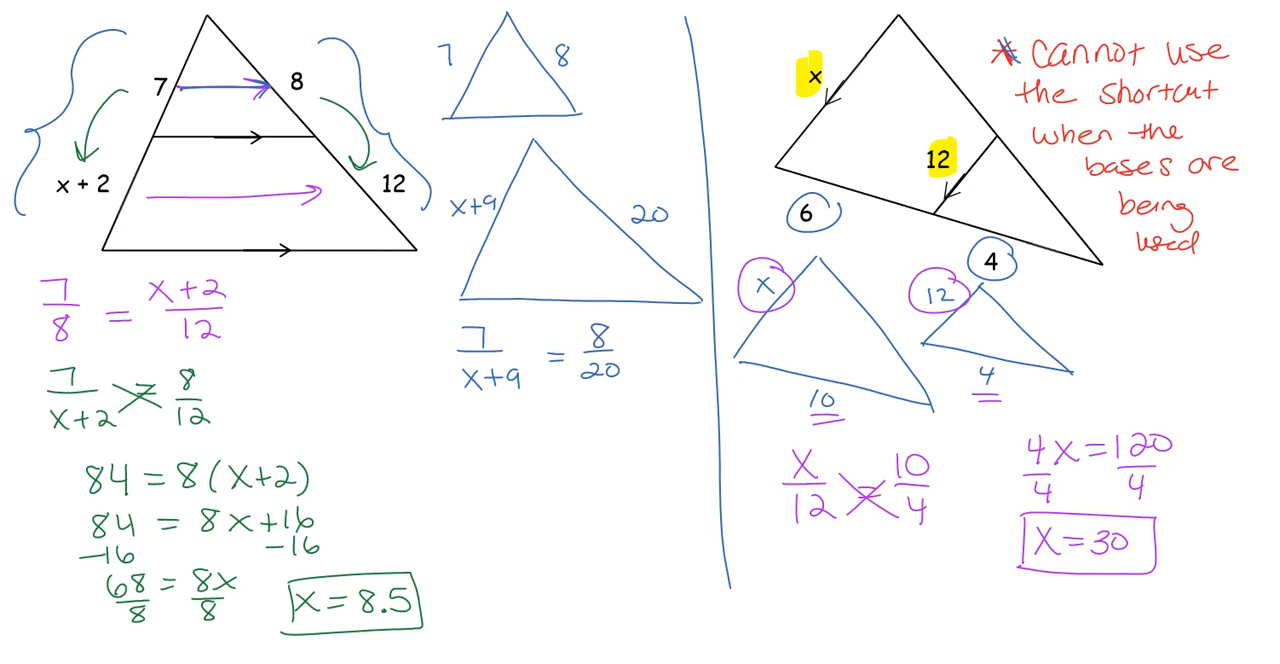 7
8
x + 2
12
7/8 = x+2/12
7/x+2 = 8/12
84 = 8(x+2)
84 = 8x+16
-16 -16
68/8 = 8x/8
x = 8.5
7
8
x+9
20
7/x+9 = 8/20
x
12
6
4
* Cannot use
the shortcut
when the
bases are
being
used
x
10
12
4
x/12 = 10/4
4x/4 = 120/4
x = 30